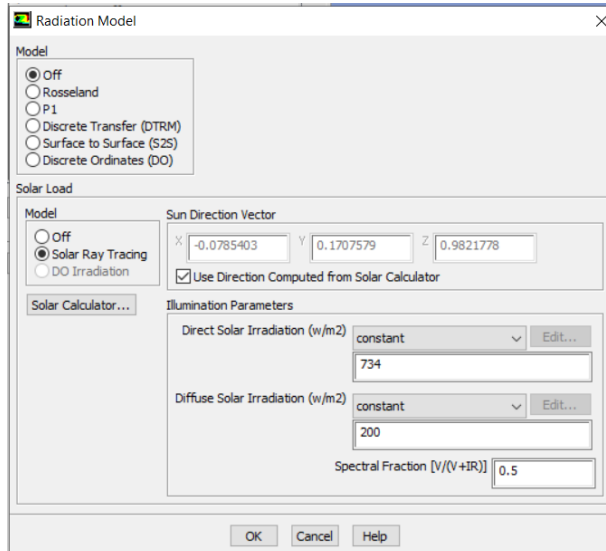 Radiation Model
Model
Off
Rosseland
P1
Discrete Transfer (DTRM)
Surface to Surface (S2S)
Discrete Ordinates (DO)
Solar Load
Model
Off
Solar Ray Tracing
DO Irradiation
Solar Calculator...
Sun Direction Vector
X -0.0785403 Y 0.1707579 Z 0.9821778
Use Direction Computed from Solar Calculator
Illumination Parameters
Direct Solar Irradiation (w/m2) constant Edit...
734
Diffuse Solar Irradiation (w/m2) constant Edit...
200
Spectral Fraction [V/(V+IR)] 0.5
OK Cancel Help